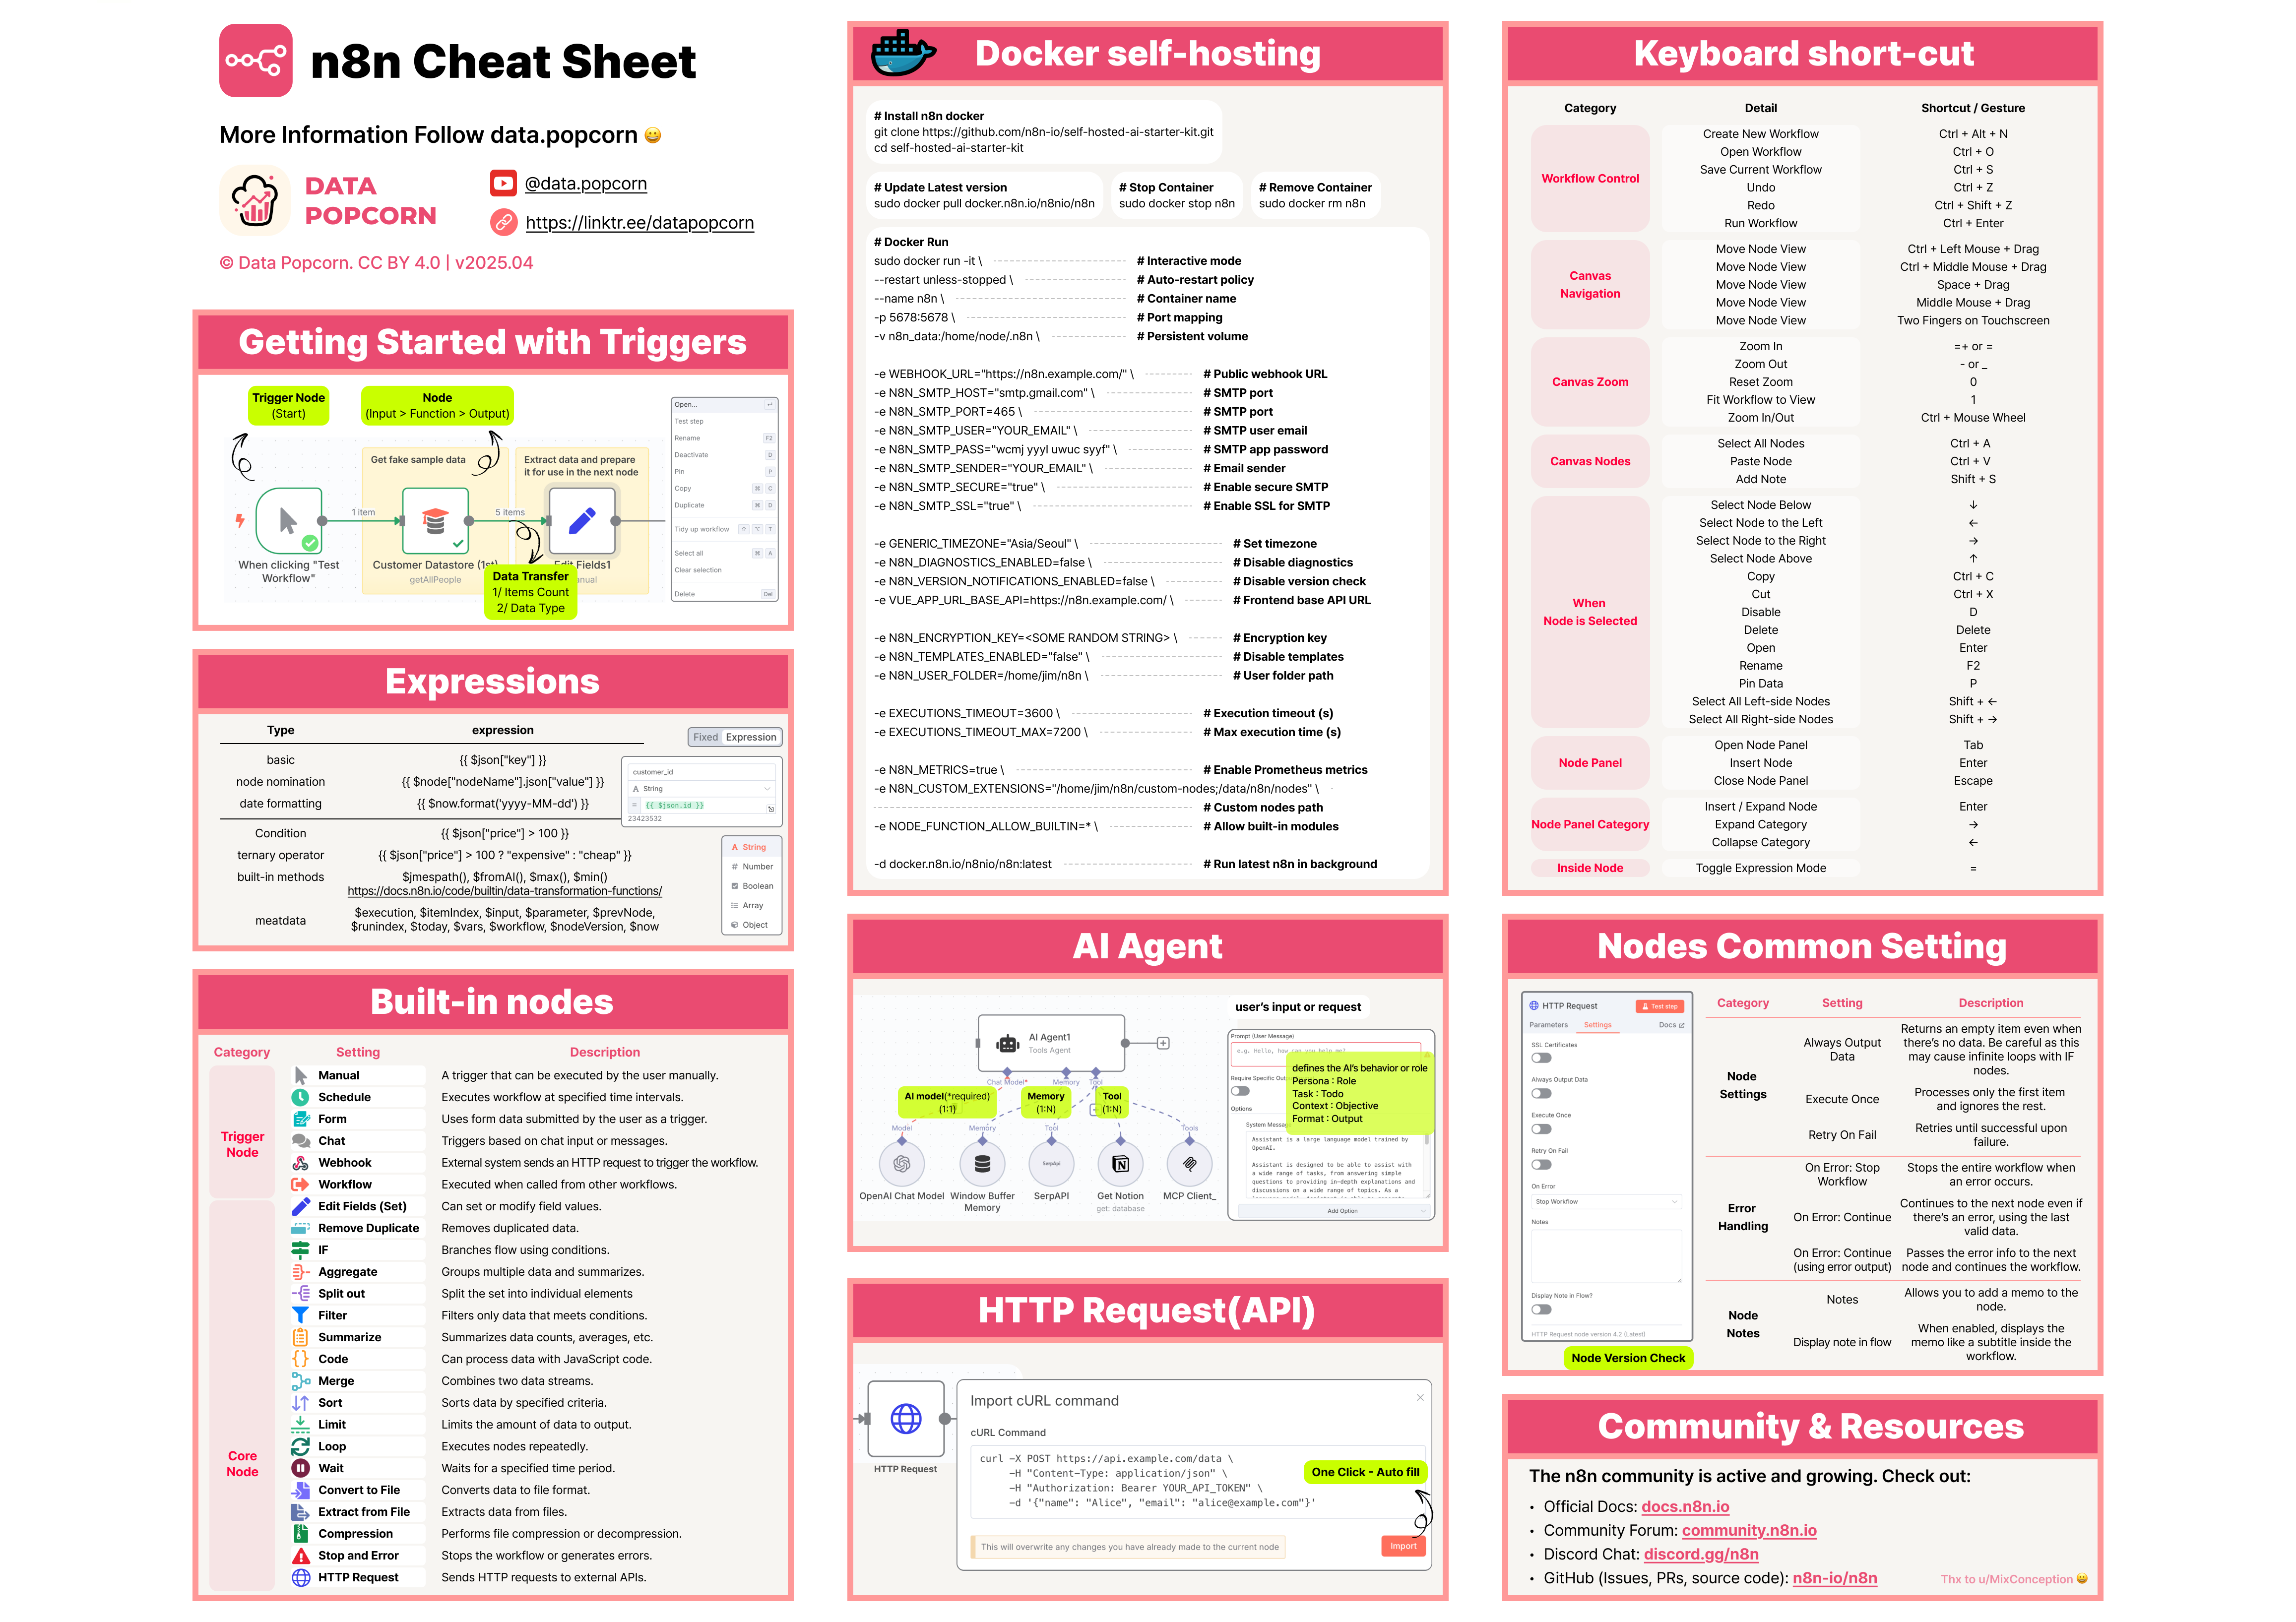 n8n Cheat Sheet
More Information Follow data.popcorn 😀
DATA
POPCORN
@data.popcorn
https://linktr.ee/datapopcorn
© Data Popcorn. CC BY 4.0 | v2025.04
Getting Started with Triggers
Trigger Node
(Start)
Node
(Input > Function > Output)
Get fake sample data
Extract data and prepare
it for use in the next node
1 item
5 items
When clicking "Test
Workflow"
Customer Datastore (1st)
getAllPeople
Edit Fields1
manual
Data Transfer
1/ Items Count
2/ Data Type
Open... ↵
Test step
Rename F2
Deactivate D
Pin P
Copy ⌘ C
Duplicate ⌘ D
Tidy up workflow ⇧ ⌥ T
Select all ⌘ A
Clear selection
Delete Del
Expressions
Type expression
basic {{ $json["key"] }}
node nomination {{ $node["nodeName"].json["value"] }}
date formatting {{ $now.format('yyyy-MM-dd') }}
Condition {{ $json["price"] > 100 }}
ternary operator {{ $json["price"] > 100 ? "expensive" : "cheap" }}
built-in methods $jmespath(), $fromAI(), $max(), $min()
https://docs.n8n.io/code/builtin/data-transformation-functions/
meatdata $execution, $itemIndex, $input, $parameter, $prevNode,
$runindex, $today, $vars, $workflow, $nodeVersion, $now
Fixed Expression
customer_id
A String
= {{ $json.id }}
23423532
A String
# Number
Boolean
Array
Object
Built-in nodes
Category Setting Description
Trigger
Node
Manual A trigger that can be executed by the user manually.
Schedule Executes workflow at specified time intervals.
Form Uses form data submitted by the user as a trigger.
Chat Triggers based on chat input or messages.
Webhook External system sends an HTTP request to trigger the workflow.
Workflow Executed when called from other workflows.
Core
Node
Edit Fields (Set) Can set or modify field values.
Remove Duplicate Removes duplicated data.
IF Branches flow using conditions.
Aggregate Groups multiple data and summarizes.
Split out Split the set into individual elements
Filter Filters only data that meets conditions.
Summarize Summarizes data counts, averages, etc.
Code Can process data with JavaScript code.
Merge Combines two data streams.
Sort Sorts data by specified criteria.
Limit Limits the amount of data to output.
Loop Executes nodes repeatedly.
Wait Waits for a specified time period.
Convert to File Converts data to file format.
Extract from File Extracts data from files.
Compression Performs file compression or decompression.
Stop and Error Stops the workflow or generates errors.
HTTP Request Sends HTTP requests to external APIs.
Docker self-hosting
# Install n8n docker
git clone https://github.com/n8n-io/self-hosted-ai-starter-kit.git
cd self-hosted-ai-starter-kit
# Update Latest version
sudo docker pull docker.n8n.io/n8nio/n8n
# Stop Container
sudo docker stop n8n
# Remove Container
sudo docker rm n8n
# Docker Run
sudo docker run -it \ # Interactive mode
--restart unless-stopped \ # Auto-restart policy
--name n8n \ # Container name
-p 5678:5678 \ # Port mapping
-v n8n_data:/home/node/.n8n \ # Persistent volume
-e WEBHOOK_URL="https://n8n.example.com/" \ # Public webhook URL
-e N8N_SMTP_HOST="smtp.gmail.com" \ # SMTP port
-e N8N_SMTP_PORT=465 \ # SMTP port
-e N8N_SMTP_USER="YOUR_EMAIL" \ # SMTP user email
-e N8N_SMTP_PASS="wcmj yyyl uwuc syyf" \ # SMTP app password
-e N8N_SMTP_SENDER="YOUR_EMAIL" \ # Email sender
-e N8N_SMTP_SECURE="true" \ # Enable secure SMTP
-e N8N_SMTP_SSL="true" \ # Enable SSL for SMTP
-e GENERIC_TIMEZONE="Asia/Seoul" \ # Set timezone
-e N8N_DIAGNOSTICS_ENABLED=false \ # Disable diagnostics
-e N8N_VERSION_NOTIFICATIONS_ENABLED=false \ # Disable version check
-e VUE_APP_URL_BASE_API=https://n8n.example.com/ \ # Frontend base API URL
-e N8N_ENCRYPTION_KEY=<SOME RANDOM STRING> \ # Encryption key
-e N8N_TEMPLATES_ENABLED="false" \ # Disable templates
-e N8N_USER_FOLDER=/home/jim/n8n \ # User folder path
-e EXECUTIONS_TIMEOUT=3600 \ # Execution timeout (s)
-e EXECUTIONS_TIMEOUT_MAX=7200 \ # Max execution time (s)
-e N8N_METRICS=true \ # Enable Prometheus metrics
-e N8N_CUSTOM_EXTENSIONS="/home/jim/n8n/custom-nodes;/data/n8n/nodes" \
# Custom nodes path
-e NODE_FUNCTION_ALLOW_BUILTIN=* \ # Allow built-in modules
-d docker.n8n.io/n8nio/n8n:latest # Run latest n8n in background
AI Agent
AI Agent1
Tools Agent
Chat Model* Memory Tool
AI model(*required)
(1:1)
Memory
(1:N)
Tool
(1:N)
Model Memory Tool Tools
SerpApi
OpenAI Chat Model
Window Buffer
Memory
SerpAPI
Get Notion
get: database
MCP Client_
user's input or request
Prompt (User Message)
e.g. Hello, how can you help me?
Require Specific Out
Options
defines the AI's behavior or role
Persona : Role
Task : Todo
Context : Objective
Format : Output
System Message
Assistant is a large language model trained by
OpenAI.
Assistant is designed to be able to assist with
a wide range of tasks, from answering simple
questions to providing in-depth explanations and
discussions on a wide range of topics. As a
Add Option
HTTP Request(API)
HTTP Request
Import cURL command
cURL Command
curl -X POST https://api.example.com/data \
-H "Content-Type: application/json" \
-H "Authorization: Bearer YOUR_API_TOKEN" \
-d '{"name": "Alice", "email": "alice@example.com"}'
One Click - Auto fill
This will overwrite any changes you have already made to the current node
Import
Keyboard short-cut
Category Detail Shortcut / Gesture
Workflow Control
Create New Workflow Ctrl + Alt + N
Open Workflow Ctrl + O
Save Current Workflow Ctrl + S
Undo Ctrl + Z
Redo Ctrl + Shift + Z
Run Workflow Ctrl + Enter
Canvas
Navigation
Move Node View Ctrl + Left Mouse + Drag
Move Node View Ctrl + Middle Mouse + Drag
Move Node View Space + Drag
Move Node View Middle Mouse + Drag
Move Node View Two Fingers on Touchscreen
Canvas Zoom
Zoom In =+ or =
Zoom Out - or _
Reset Zoom 0
Fit Workflow to View 1
Zoom In/Out Ctrl + Mouse Wheel
Canvas Nodes
Select All Nodes Ctrl + A
Paste Node Ctrl + V
Add Note Shift + S
When
Node is Selected
Select Node Below ↓
Select Node to the Left ←
Select Node to the Right →
Select Node Above ↑
Copy Ctrl + C
Cut Ctrl + X
Disable D
Delete Delete
Open Enter
Rename F2
Pin Data P
Select All Left-side Nodes Shift + ←
Select All Right-side Nodes Shift + →
Node Panel
Open Node Panel Tab
Insert Node Enter
Close Node Panel Escape
Node Panel Category
Insert / Expand Node Enter
Expand Category →
Collapse Category ←
Inside Node
Toggle Expression Mode =
Nodes Common Setting
HTTP Request
Test step
Parameters Settings Docs
SSL Certificates
Always Output Data
Execute Once
Retry On Fail
On Error
Stop Workflow
Notes
Display Note in Flow?
HTTP Request node version 4.2 (Latest)
Node Version Check
Category Setting Description
Node
Settings
Always Output
Data
Returns an empty item even when
there's no data. Be careful as this
may cause infinite loops with IF
nodes.
Execute Once
Processes only the first item
and ignores the rest.
Retry On Fail
Retries until successful upon
failure.
Error
Handling
On Error: Stop
Workflow
Stops the entire workflow when
an error occurs.
On Error: Continue
Continues to the next node even if
there's an error, using the last
valid data.
On Error: Continue
(using error output)
Passes the error info to the next
node and continues the workflow.
Node
Notes
Notes
Allows you to add a memo to the
node.
Display note in flow
When enabled, displays the
memo like a subtitle inside the
workflow.
Community & Resources
The n8n community is active and growing. Check out:
• Official Docs: docs.n8n.io
• Community Forum: community.n8n.io
• Discord Chat: discord.gg/n8n
• GitHub (Issues, PRs, source code): n8n-io/n8n
Thx to u/MixConception 😀